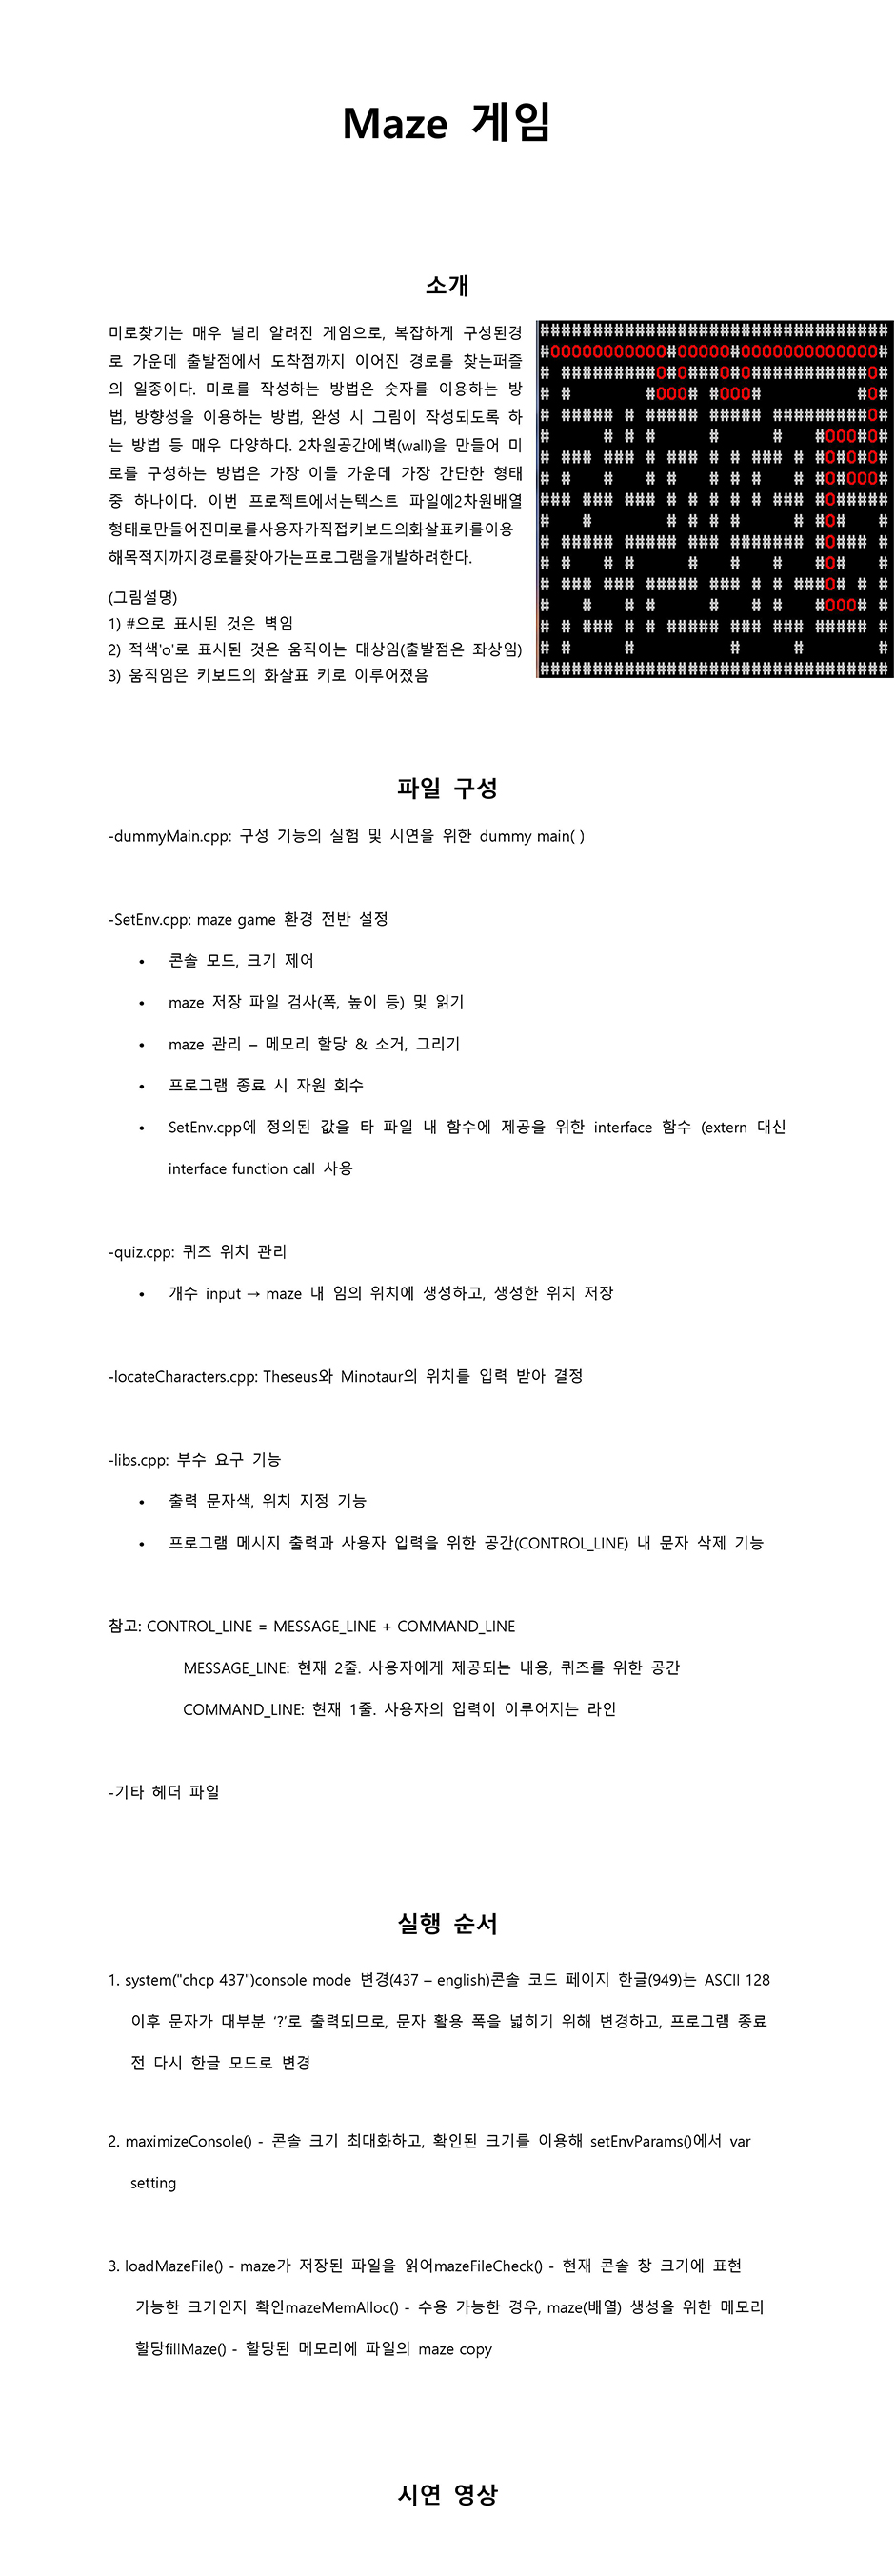 Maze 게임
소개
미로찾기는 매우 널리 알려진 게임으로, 복잡하게 구성된경
로 가운데 출발점에서 도착점까지 이어진 경로를 찾는퍼즐
의 일종이다. 미로를 작성하는 방법은 숫자를 이용하는 방
법, 방향성을 이용하는 방법, 완성 시 그림이 작성되도록 하
는 방법 등 매우 다양하다. 2차원공간에벽(wall)을 만들어 미
로를 구성하는 방법은 가장 이들 가운데 가장 간단한 형태
중 하나이다. 이번 프로젝트에서는텍스트 파일에2차원배열
형태로만들어진미로를사용자가직접키보드의화살표키를이용
해목적지까지경로를찾아가는프로그램을개발하려한다.
(그림설명)
1) #으로 표시된 것은 벽임
2) 적색'o'로 표시된 것은 움직이는 대상임(출발점은 좌상임)
3) 움직임은 키보드의 화살표 키로 이루어졌음
파일 구성
-dummyMain.cpp: 구성 기능의 실험 및 시연을 위한 dummy main( )
-SetEnv.cpp: maze game 환경 전반 설정
• 콘솔 모드, 크기 제어
• maze 저장 파일 검사(폭, 높이 등) 및 읽기
• maze 관리 – 메모리 할당 & 소거, 그리기
• 프로그램 종료 시 자원 회수
• SetEnv.cpp에 정의된 값을 타 파일 내 함수에 제공을 위한 interface 함수 (extern 대신
interface function call 사용
-quiz.cpp: 퀴즈 위치 관리
• 개수 input → maze 내 임의 위치에 생성하고, 생성한 위치 저장
-locateCharacters.cpp: Theseus와 Minotaur의 위치를 입력 받아 결정
-libs.cpp: 부수 요구 기능
• 출력 문자색, 위치 지정 기능
• 프로그램 메시지 출력과 사용자 입력을 위한 공간(CONTROL_LINE) 내 문자 삭제 기능
참고: CONTROL_LINE = MESSAGE_LINE + COMMAND_LINE
MESSAGE_LINE: 현재 2줄. 사용자에게 제공되는 내용, 퀴즈를 위한 공간
COMMAND_LINE: 현재 1줄. 사용자의 입력이 이루어지는 라인
-기타 헤더 파일
실행 순서
1. system("chcp 437")console mode 변경(437 – english)콘솔 코드 페이지 한글(949)는 ASCII 128
이후 문자가 대부분 ‘?’로 출력되므로, 문자 활용 폭을 넓히기 위해 변경하고, 프로그램 종료
전 다시 한글 모드로 변경
2. maximizeConsole() - 콘솔 크기 최대화하고, 확인된 크기를 이용해 setEnvParams()에서 var
setting
3. loadMazeFile() - maze가 저장된 파일을 읽어mazeFileCheck() - 현재 콘솔 창 크기에 표현
가능한 크기인지 확인mazeMemAlloc() - 수용 가능한 경우, maze(배열) 생성을 위한 메모리
할당fillMaze() - 할당된 메모리에 파일의 maze copy
시연 영상